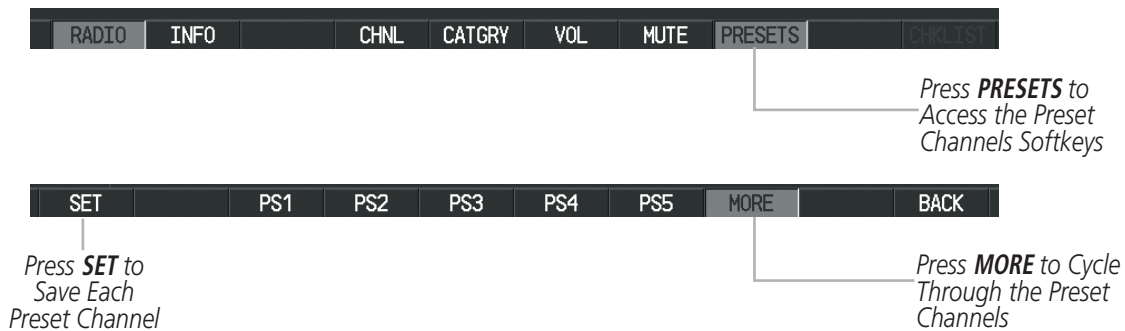 RADIO INFO CHNL CATGRY VOL MUTE PRESETS CHKLIST
Press PRESETS to
Access the Preset
Channels Softkeys
SET PS1 PS2 PS3 PS4 PS5 MORE BACK
Press SET to
Save Each
Preset Channel
Press MORE to Cycle
Through the Preset
Channels